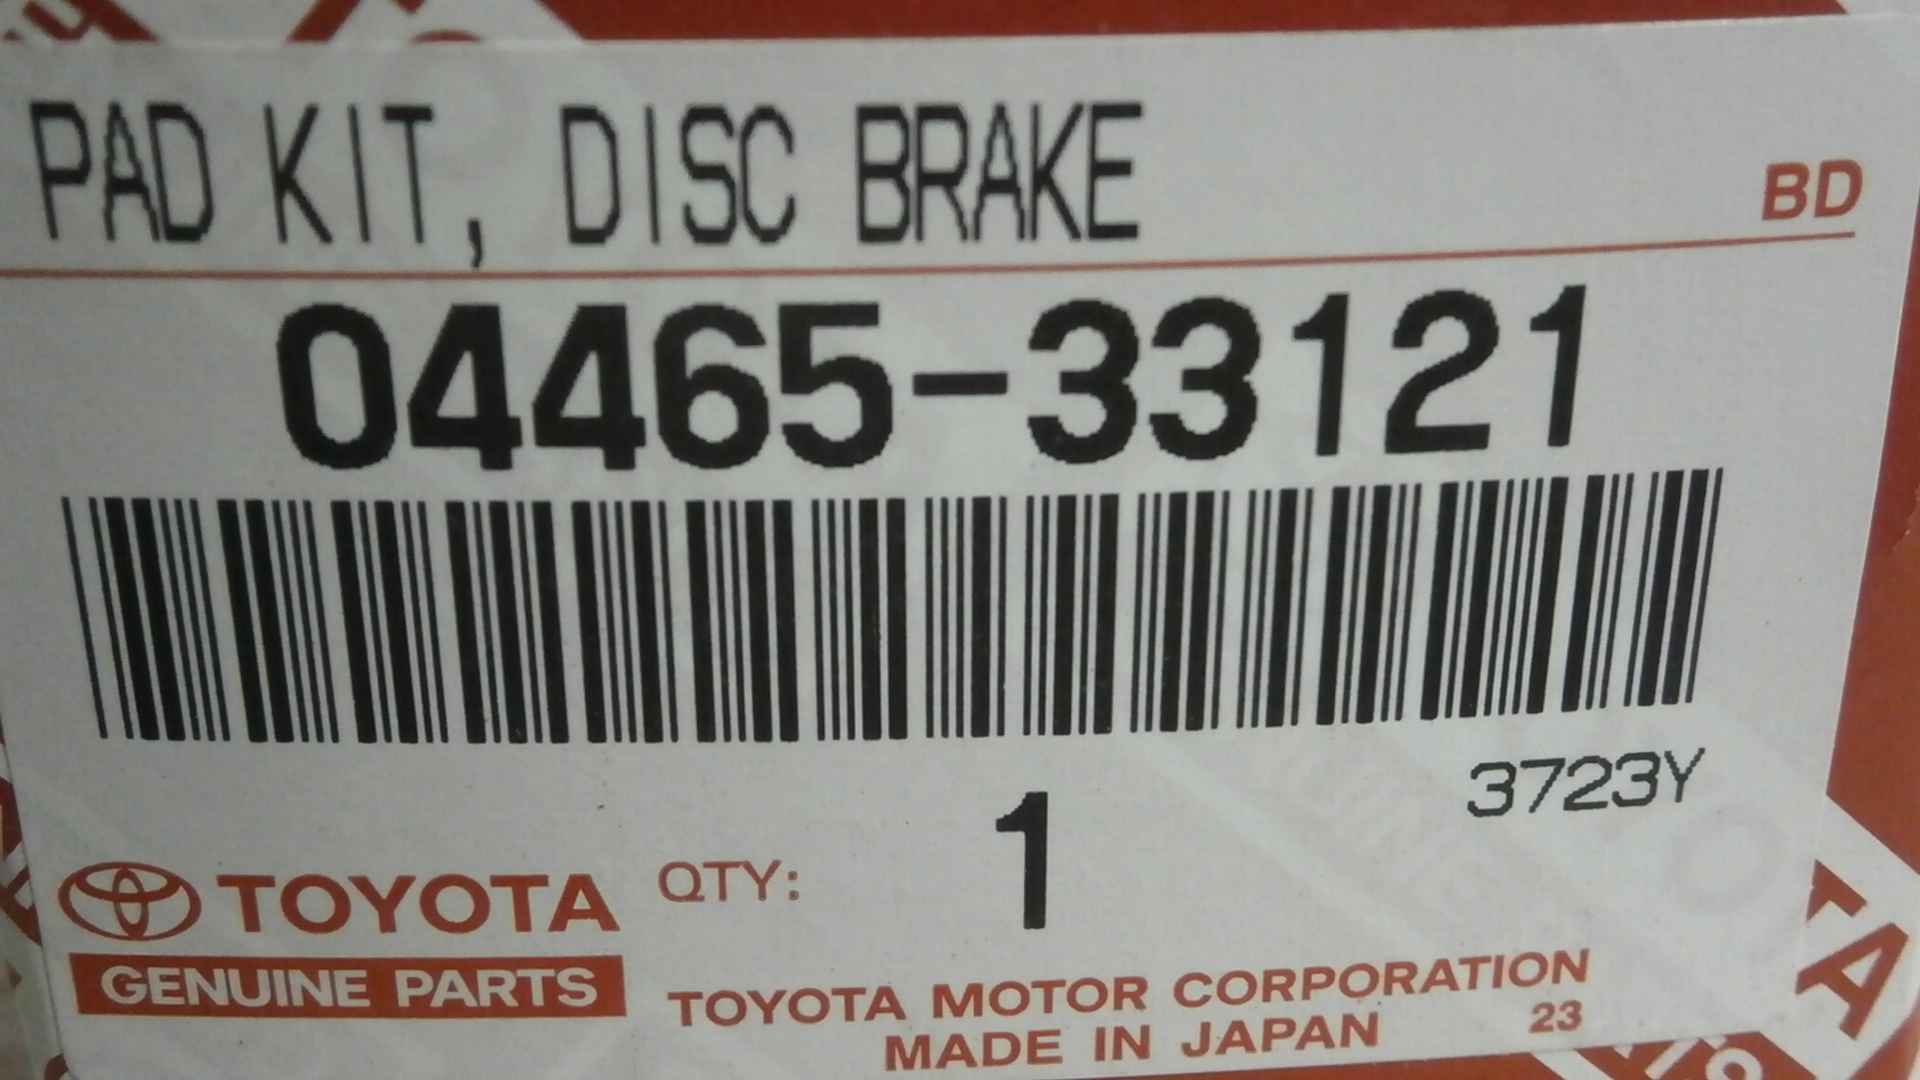 PAD KIT, DISC BRAKE
BD
04465-33121
3723Y
TOYOTA
QTY: 1
GENUINE PARTS
TOYOTA MOTOR CORPORATION
MADE IN JAPAN
23